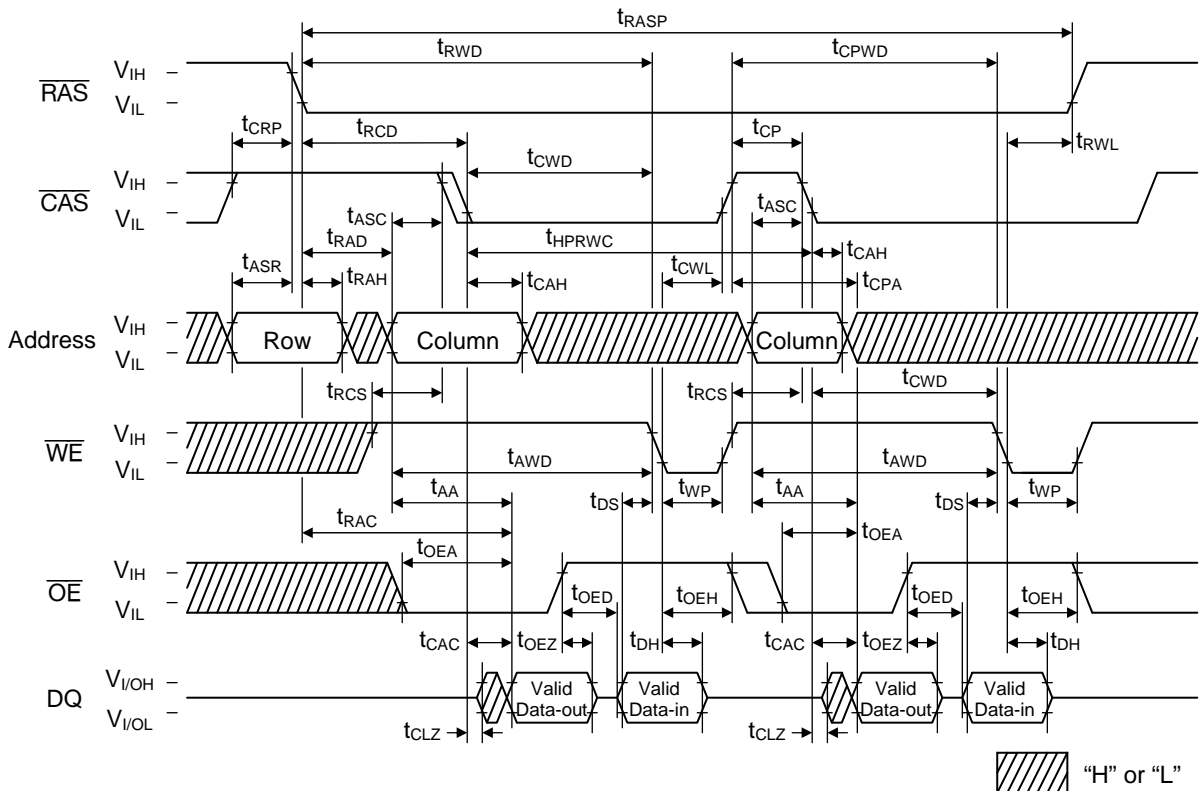 tRASP
tRWD tCPWD
RAS VIH
VIL
tCRP tRCD tCP tRWL
tCWD
CAS VIH
VIL
tASC tASC
tRAD tHPRWC tCAH
tASR tRAH tCAH tCWL tCPA
Address VIH
VIL
Row Column Column
tRCS tRCS tCWD
WE VIH
VIL
tAWD tAWD
tAA tDS tWP tAA tDS tWP
tRAC tOEA
tOEA
OE VIH
VIL
tOED tOEH tOED tOEH
tCAC tOEZ tDH tCAC tOEZ tDH
DQ VI/OH
VI/OL
Valid Data-out Valid Data-in Valid Data-out Valid Data-in
tCLZ tCLZ
“H” or “L”